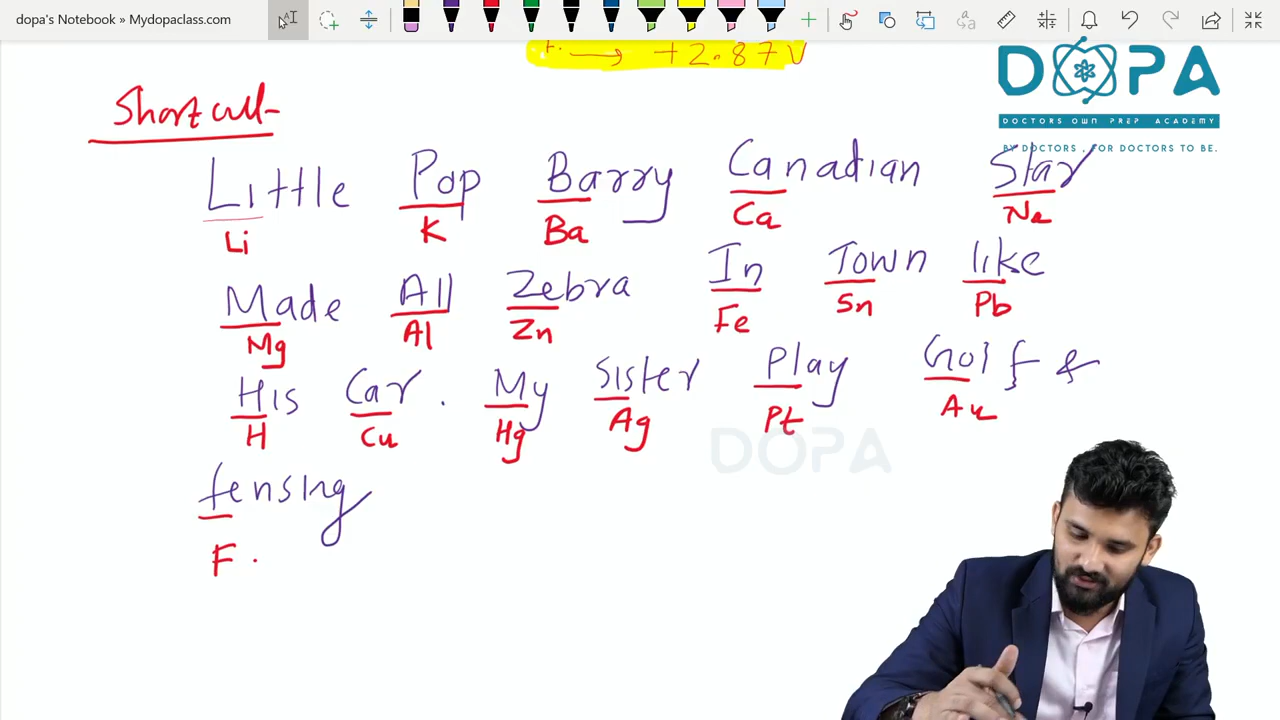 dopa's Notebook » Mydopaclass.com
F. → +2.87V
DOPA
DOCTORS OWN PREP ACADEMY
BY DOCTORS , FOR DOCTORS TO BE.
Shortcut
Little Pop Barry Canadian Star
Li K Ba Ca Na
Made All Zebra In Town like
Mg Al Zn Fe Sn Pb
His Car . My Sister Play Golf &
H Cu Hg Ag Pt Au
DOPA
fensing
F .